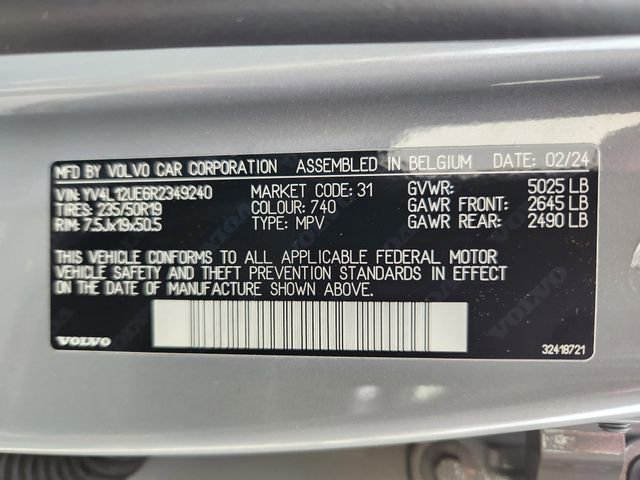 MFD BY VOLVO CAR CORPORATION ASSEMBLED IN BELGIUM DATE: 02/24
VIN: YV4L12UE6R2349240 MARKET CODE: 31 GVWR: 5025 LB
TIRES: 235/50R19 COLOUR: 740 GAWR FRONT: 2645 LB
RIM: 7.5Jx19x50.5 TYPE: MPV GAWR REAR: 2490 LB
THIS VEHICLE CONFORMS TO ALL APPLICABLE FEDERAL MOTOR
VEHICLE SAFETY AND THEFT PREVENTION STANDARDS IN EFFECT
ON THE DATE OF MANUFACTURE SHOWN ABOVE.
VOLVO 32418721